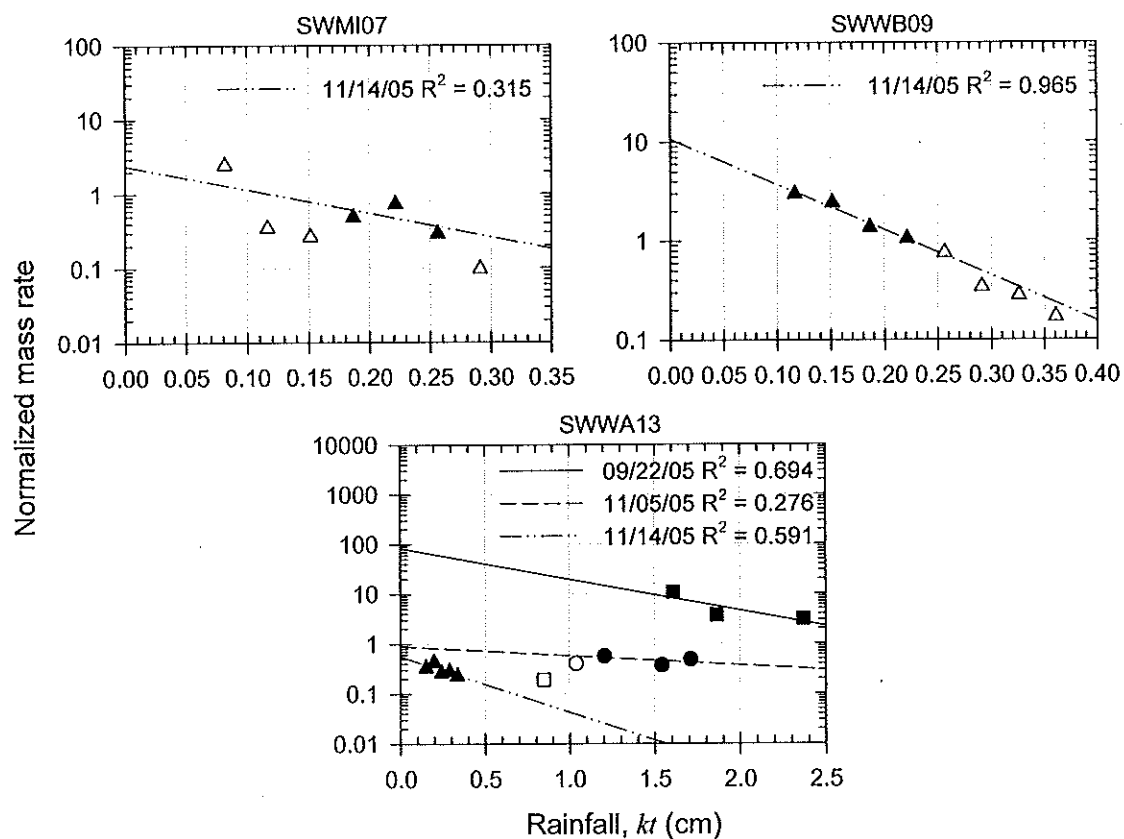 SWMI07
100
10
1
0.1
0.01
11/14/05 R² = 0.315
0.00 0.05 0.10 0.15 0.20 0.25 0.30 0.35
SWWB09
100
10
1
0.1
11/14/05 R² = 0.965
0.00 0.05 0.10 0.15 0.20 0.25 0.30 0.35 0.40
Normalized mass rate
SWWA13
10000
1000
100
10
1
0.1
0.01
09/22/05 R² = 0.694
11/05/05 R² = 0.276
11/14/05 R² = 0.591
0.0 0.5 1.0 1.5 2.0 2.5
Rainfall, kt (cm)